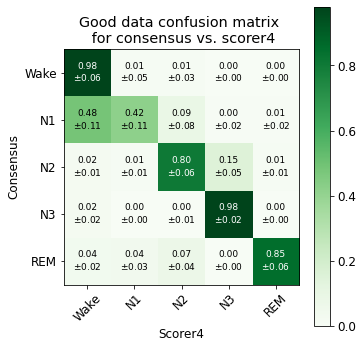 Good data confusion matrix
for consensus vs. scorer4
Wake 0.98 0.01 0.01 0.00 0.00
±0.06 ±0.05 ±0.03 ±0.00 ±0.00
N1 0.48 0.42 0.09 0.00 0.01
±0.11 ±0.11 ±0.08 ±0.02 ±0.02
N2 0.02 0.01 0.80 0.15 0.01
±0.01 ±0.01 ±0.06 ±0.05 ±0.01
N3 0.02 0.00 0.00 0.98 0.00
±0.02 ±0.00 ±0.01 ±0.02 ±0.00
REM 0.04 0.04 0.07 0.00 0.85
±0.02 ±0.03 ±0.04 ±0.00 ±0.06
Consensus
Wake N1 N2 N3 REM
Scorer4
0.8
0.6
0.4
0.2
0.0